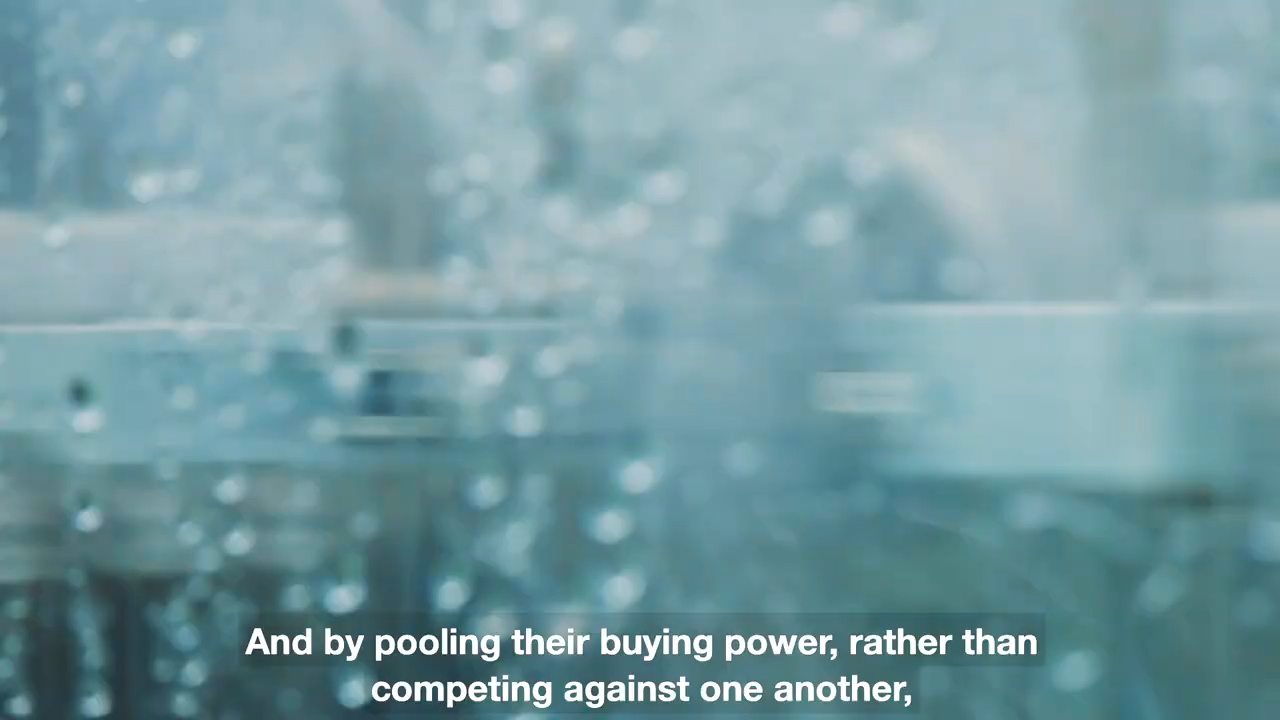 And by pooling their buying power, rather than
competing against one another,